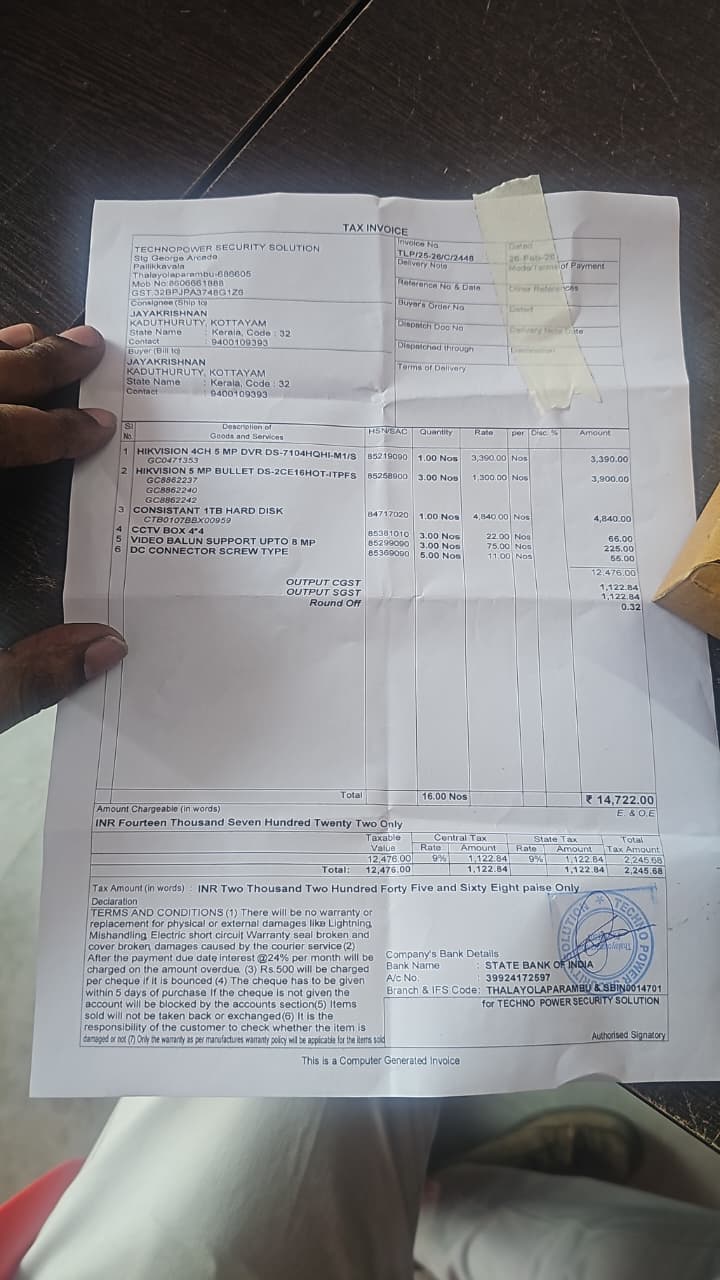 TAX INVOICE
TECHNOPOWER SECURITY SOLUTION
Stg George Arcade
Pallikkavala
Thalayolaparambu-686605
Mob No:8606661888
GST:32BPJPA3748G1Z6
Consignee (Ship to)
JAYAKRISHNAN
KADUTHURUTY, KOTTAYAM
State Name : Kerala, Code : 32
Contact : 9400109393
Buyer (Bill to)
JAYAKRISHNAN
KADUTHURUTY, KOTTAYAM
State Name : Kerala, Code : 32
Contact : 9400109393
Invoice No. Dated
TLP/25-26/C/2448 26-Feb-26
Delivery Note Mode/Terms of Payment
Reference No & Date Other References
Buyer's Order No. Dated
Dispatch Doc No Delivery Note Date
Dispatched through Destination
Terms of Delivery
Sl No. Description of Goods and Services HSN/SAC Quantity Rate per Disc. % Amount
1 HIKVISION 4CH 5 MP DVR DS-7104HQHI-M1/S 85219090 1.00 Nos 3,390.00 Nos 3,390.00
GC0471353
2 HIKVISION 5 MP BULLET DS-2CE16HOT-ITPFS 85258900 3.00 Nos 1,300.00 Nos 3,900.00
GC8862237
GC8862240
GC8862242
3 CONSISTANT 1TB HARD DISK 84717020 1.00 Nos 4,840.00 Nos 4,840.00
CTB0107BBX00959
4 CCTV BOX 4*4 85381010 3.00 Nos 22.00 Nos 66.00
5 VIDEO BALUN SUPPORT UPTO 8 MP 85299090 3.00 Nos 75.00 Nos 225.00
6 DC CONNECTOR SCREW TYPE 85369090 5.00 Nos 11.00 Nos 55.00
12,476.00
OUTPUT CGST 1,122.84
OUTPUT SGST 1,122.84
Round Off 0.32
Total 16.00 Nos ₹ 14,722.00
Amount Chargeable (in words) E. & O.E
INR Fourteen Thousand Seven Hundred Twenty Two Only
Taxable Value Central Tax State Tax Total Tax Amount
Rate Amount Rate Amount
12,476.00 9% 1,122.84 9% 1,122.84 2,245.68
Total: 12,476.00 1,122.84 1,122.84 2,245.68
Tax Amount (in words) : INR Two Thousand Two Hundred Forty Five and Sixty Eight paise Only
Declaration
TERMS AND CONDITIONS (1) There will be no warranty or
replacement for physical or external damages like Lightning,
Mishandling, Electric short circuit Warranty seal broken and
cover broken, damages caused by the courier service(2)
After the payment due date interest @24% per month will be
charged on the amount overdue. (3) Rs.500 will be charged
per cheque if it is bounced (4) The cheque has to be given
within 5 days of purchase If the cheque is not given the
account will be blocked by the accounts section(5) Items
sold will not be taken back or exchanged(6) It is the
responsibility of the customer to check whether the item is
damaged or not (7) Only the warranty as per manufactures warranty policy will be applicable for the items sold
Company's Bank Details
Bank Name : STATE BANK OF INDIA
A/c No. : 39924172597
Branch & IFS Code: THALAYOLAPARAMBU & SBIN0014701
for TECHNO POWER SECURITY SOLUTION
Authorised Signatory
This is a Computer Generated Invoice